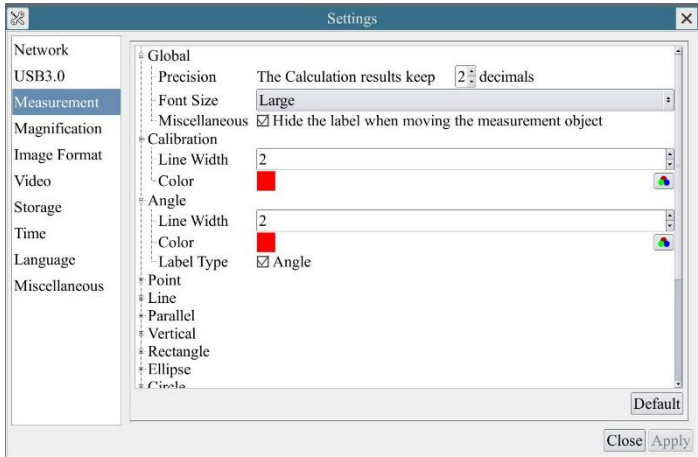 Settings
Network
USB3.0
Measurement
Magnification
Image Format
Video
Storage
Time
Language
Miscellaneous
Global
Precision The Calculation results keep 2 decimals
Font Size Large
Miscellaneous Hide the label when moving the measurement object
Calibration
Line Width 2
Color
Angle
Line Width 2
Color
Label Type Angle
Point
Line
Parallel
Vertical
Rectangle
Ellipse
Circle
Default
Close Apply